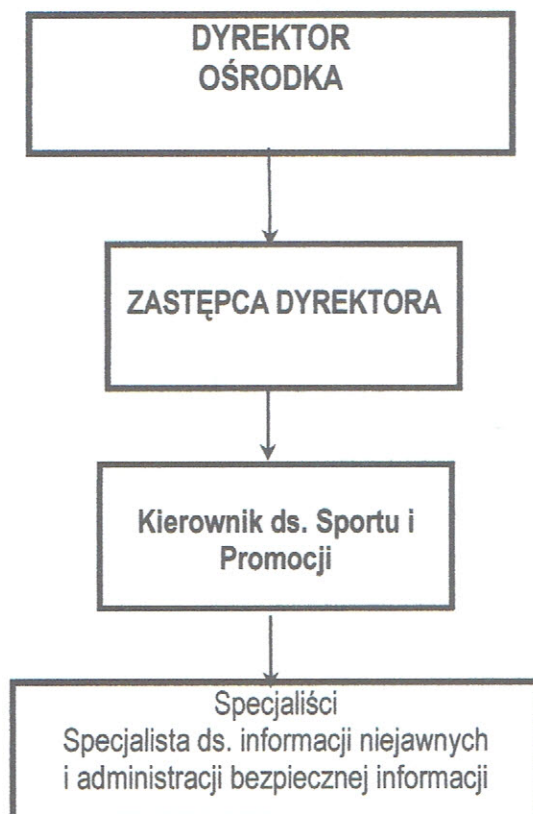 DYREKTOR
OŚRODKA
ZASTĘPCA DYREKTORA
Kierownik ds. Sportu i
Promocji
Specjaliści
Specjalista ds. informacji niejawnych
i administracji bezpiecznej informacji